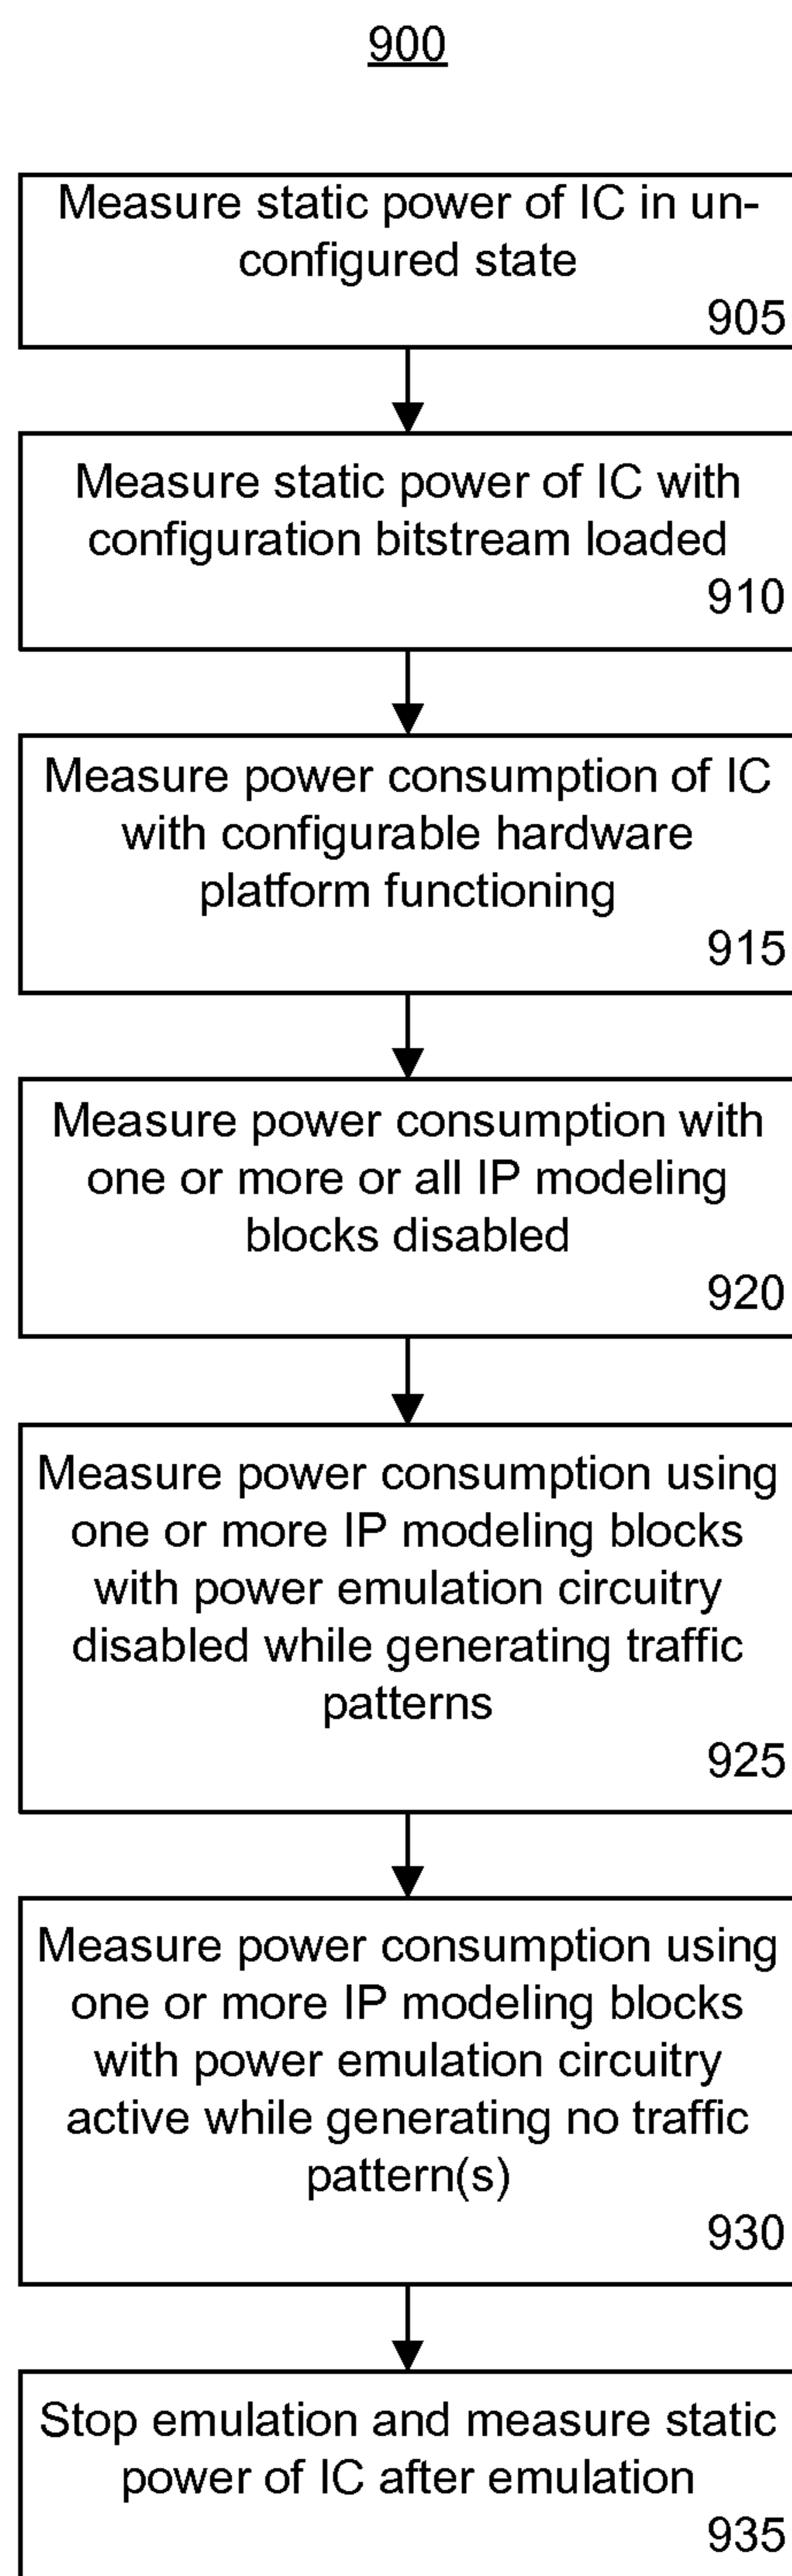 900
Measure static power of IC in un-
configured state
905
Measure static power of IC with
configuration bitstream loaded
910
Measure power consumption of IC
with configurable hardware
platform functioning
915
Measure power consumption with
one or more or all IP modeling
blocks disabled
920
Measure power consumption using
one or more IP modeling blocks
with power emulation circuitry
disabled while generating traffic
patterns
925
Measure power consumption using
one or more IP modeling blocks
with power emulation circuitry
active while generating no traffic
pattern(s)
930
Stop emulation and measure static
power of IC after emulation
935